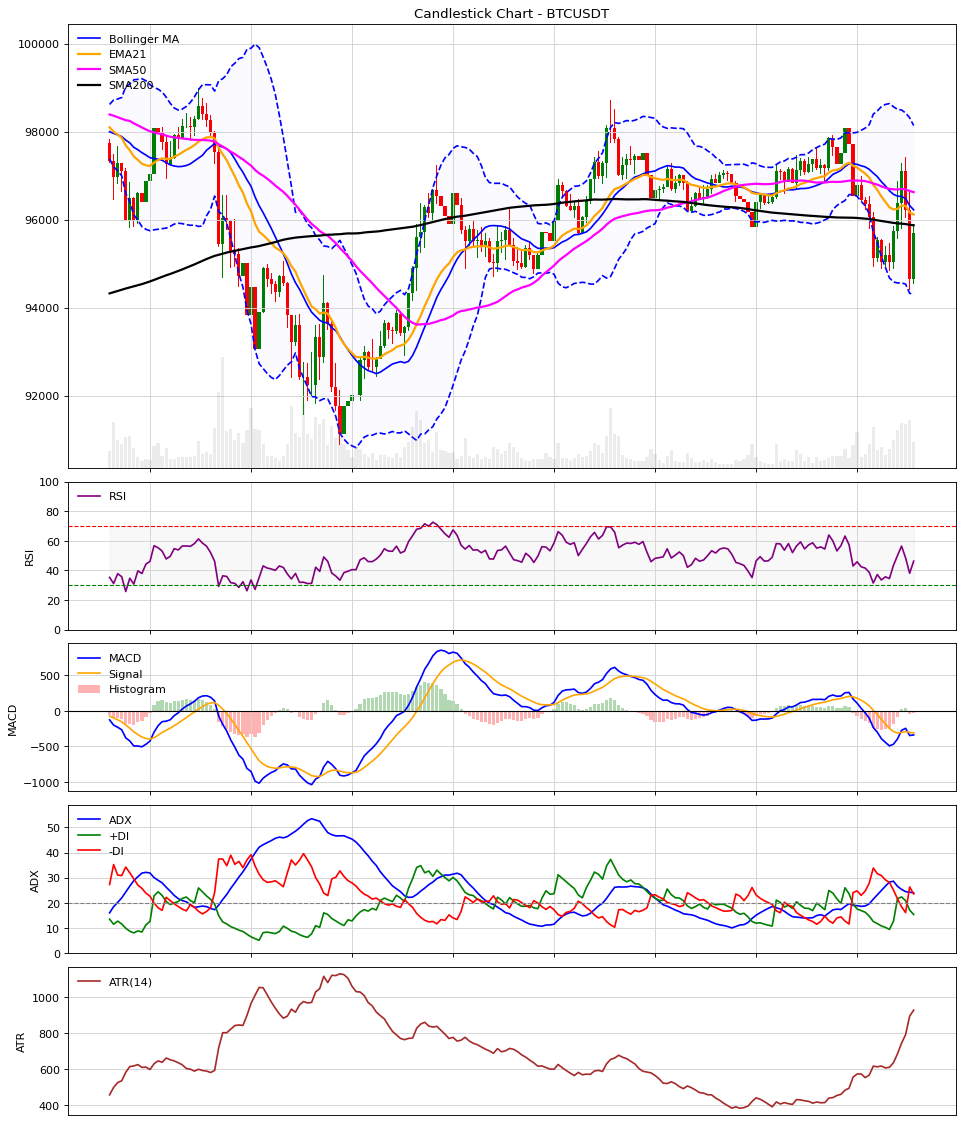 Candlestick Chart - BTCUSDT
100000
98000
96000
94000
92000
Bollinger MA
EMA21
SMA50
SMA200
RSI
100
80
60
40
20
0
RSI
MACD
500
0
−500
−1000
MACD
Signal
Histogram
ADX
50
40
30
20
10
0
ADX
+DI
-DI
ATR
1000
800
600
400
ATR(14)